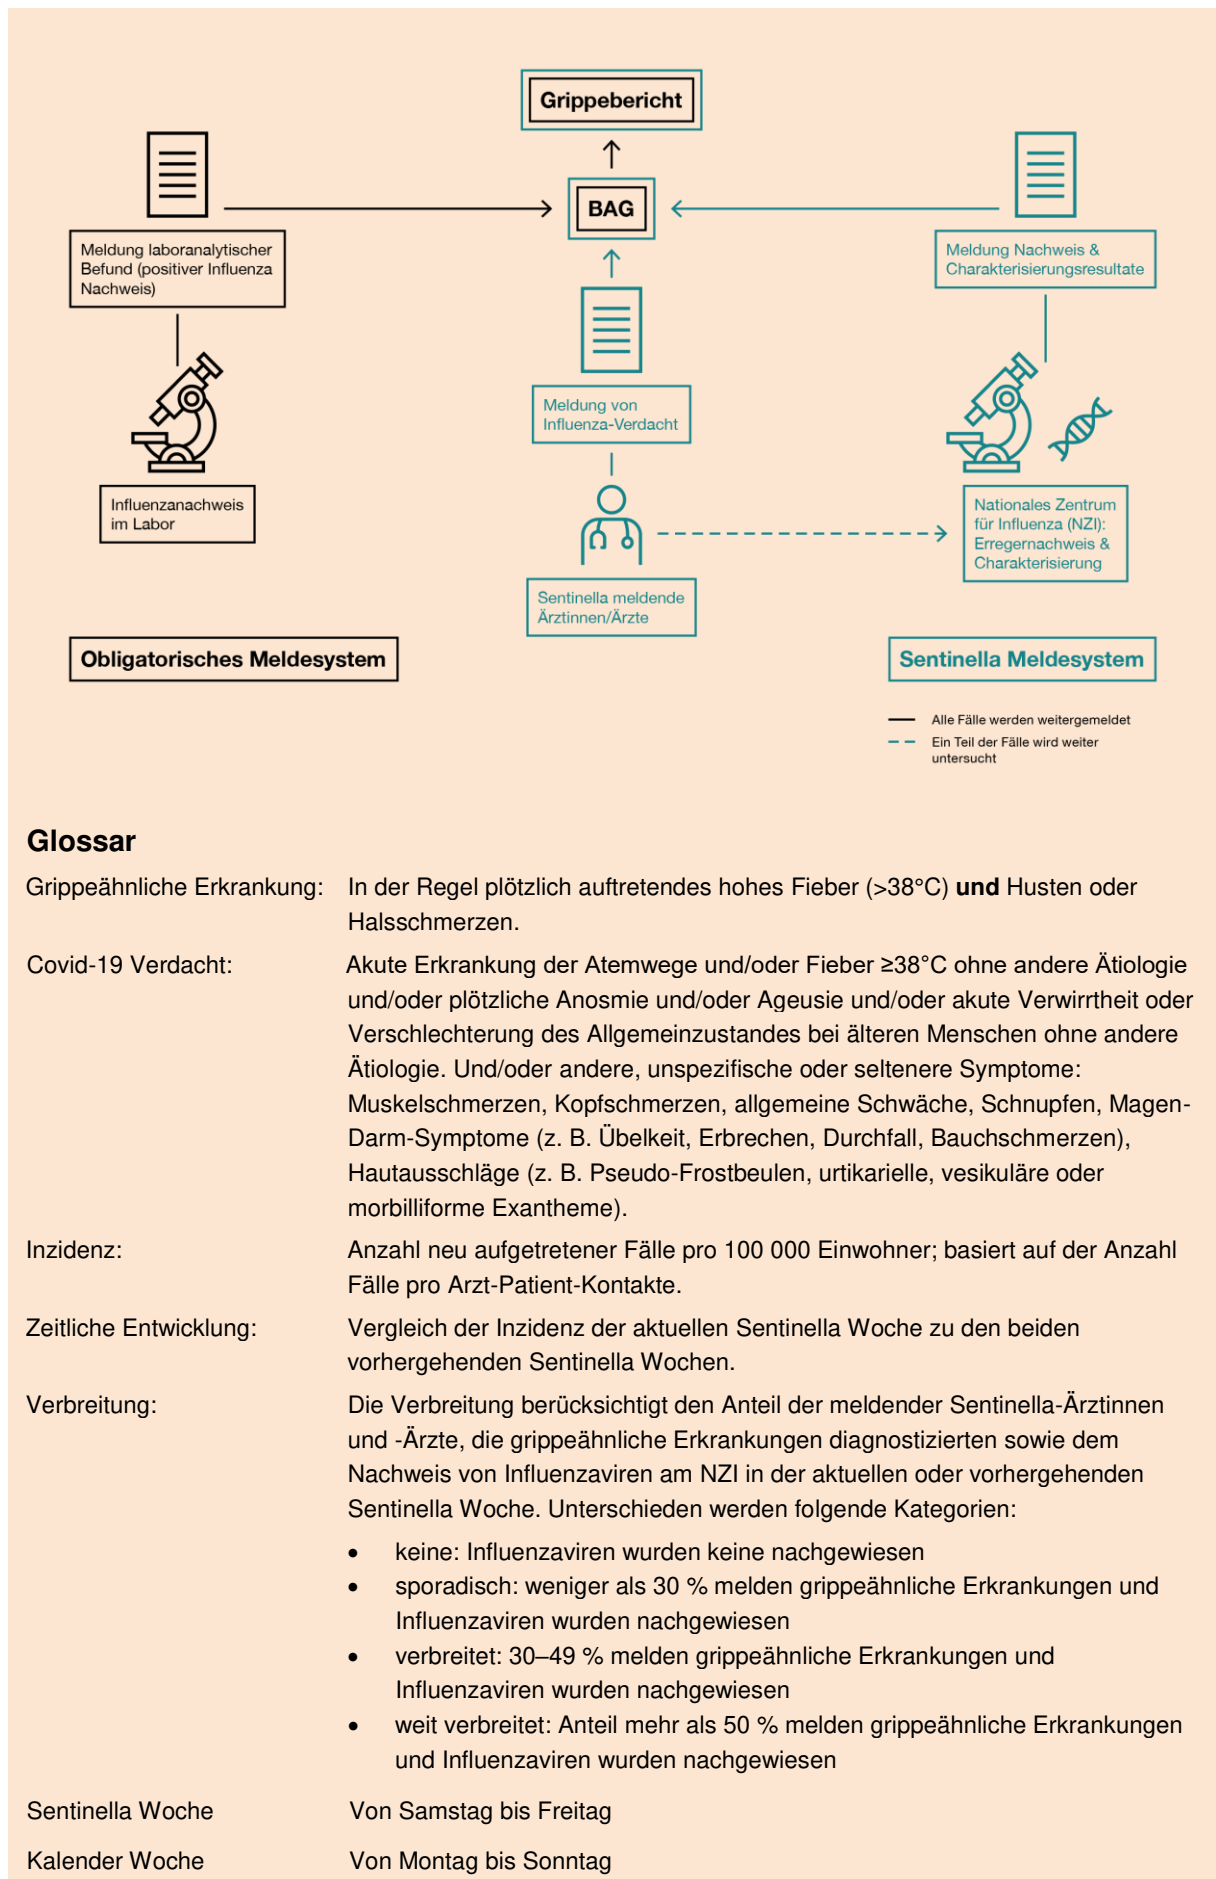 Grippebericht
BAG
Meldung laboranalytischer
Befund (positiver Influenza
Nachweis)
Meldung Nachweis &
Charakterisierungsresultate
Meldung von
Influenza-Verdacht
Influenzanachweis
im Labor
Nationales Zentrum
für Influenza (NZI):
Erregernachweis &
Charakterisierung
Sentinella meldende
Ärztinnen/Ärzte
Obligatorisches Meldesystem
Sentinella Meldesystem
Alle Fälle werden weitergemeldet
Ein Teil der Fälle wird weiter
untersucht
Glossar
Grippeähnliche Erkrankung: In der Regel plötzlich auftretendes hohes Fieber (>38°C) und Husten oder
Halsschmerzen.
Covid-19 Verdacht: Akute Erkrankung der Atemwege und/oder Fieber ≥38°C ohne andere Ätiologie
und/oder plötzliche Anosmie und/oder Ageusie und/oder akute Verwirrtheit oder
Verschlechterung des Allgemeinzustandes bei älteren Menschen ohne andere
Ätiologie. Und/oder andere, unspezifische oder seltenere Symptome:
Muskelschmerzen, Kopfschmerzen, allgemeine Schwäche, Schnupfen, Magen-
Darm-Symptome (z. B. Übelkeit, Erbrechen, Durchfall, Bauchschmerzen),
Hautausschläge (z. B. Pseudo-Frostbeulen, urtikarielle, vesikuläre oder
morbilliforme Exantheme).
Inzidenz: Anzahl neu aufgetretener Fälle pro 100 000 Einwohner; basiert auf der Anzahl
Fälle pro Arzt-Patient-Kontakte.
Zeitliche Entwicklung: Vergleich der Inzidenz der aktuellen Sentinella Woche zu den beiden
vorhergehenden Sentinella Wochen.
Verbreitung: Die Verbreitung berücksichtigt den Anteil der meldender Sentinella-Ärztinnen
und -Ärzte, die grippeähnliche Erkrankungen diagnostizierten sowie dem
Nachweis von Influenzaviren am NZI in der aktuellen oder vorhergehenden
Sentinella Woche. Unterschieden werden folgende Kategorien:
• keine: Influenzaviren wurden keine nachgewiesen
• sporadisch: weniger als 30 % melden grippeähnliche Erkrankungen und
Influenzaviren wurden nachgewiesen
• verbreitet: 30–49 % melden grippeähnliche Erkrankungen und
Influenzaviren wurden nachgewiesen
• weit verbreitet: Anteil mehr als 50 % melden grippeähnliche Erkrankungen
und Influenzaviren wurden nachgewiesen
Sentinella Woche Von Samstag bis Freitag
Kalender Woche Von Montag bis Sonntag